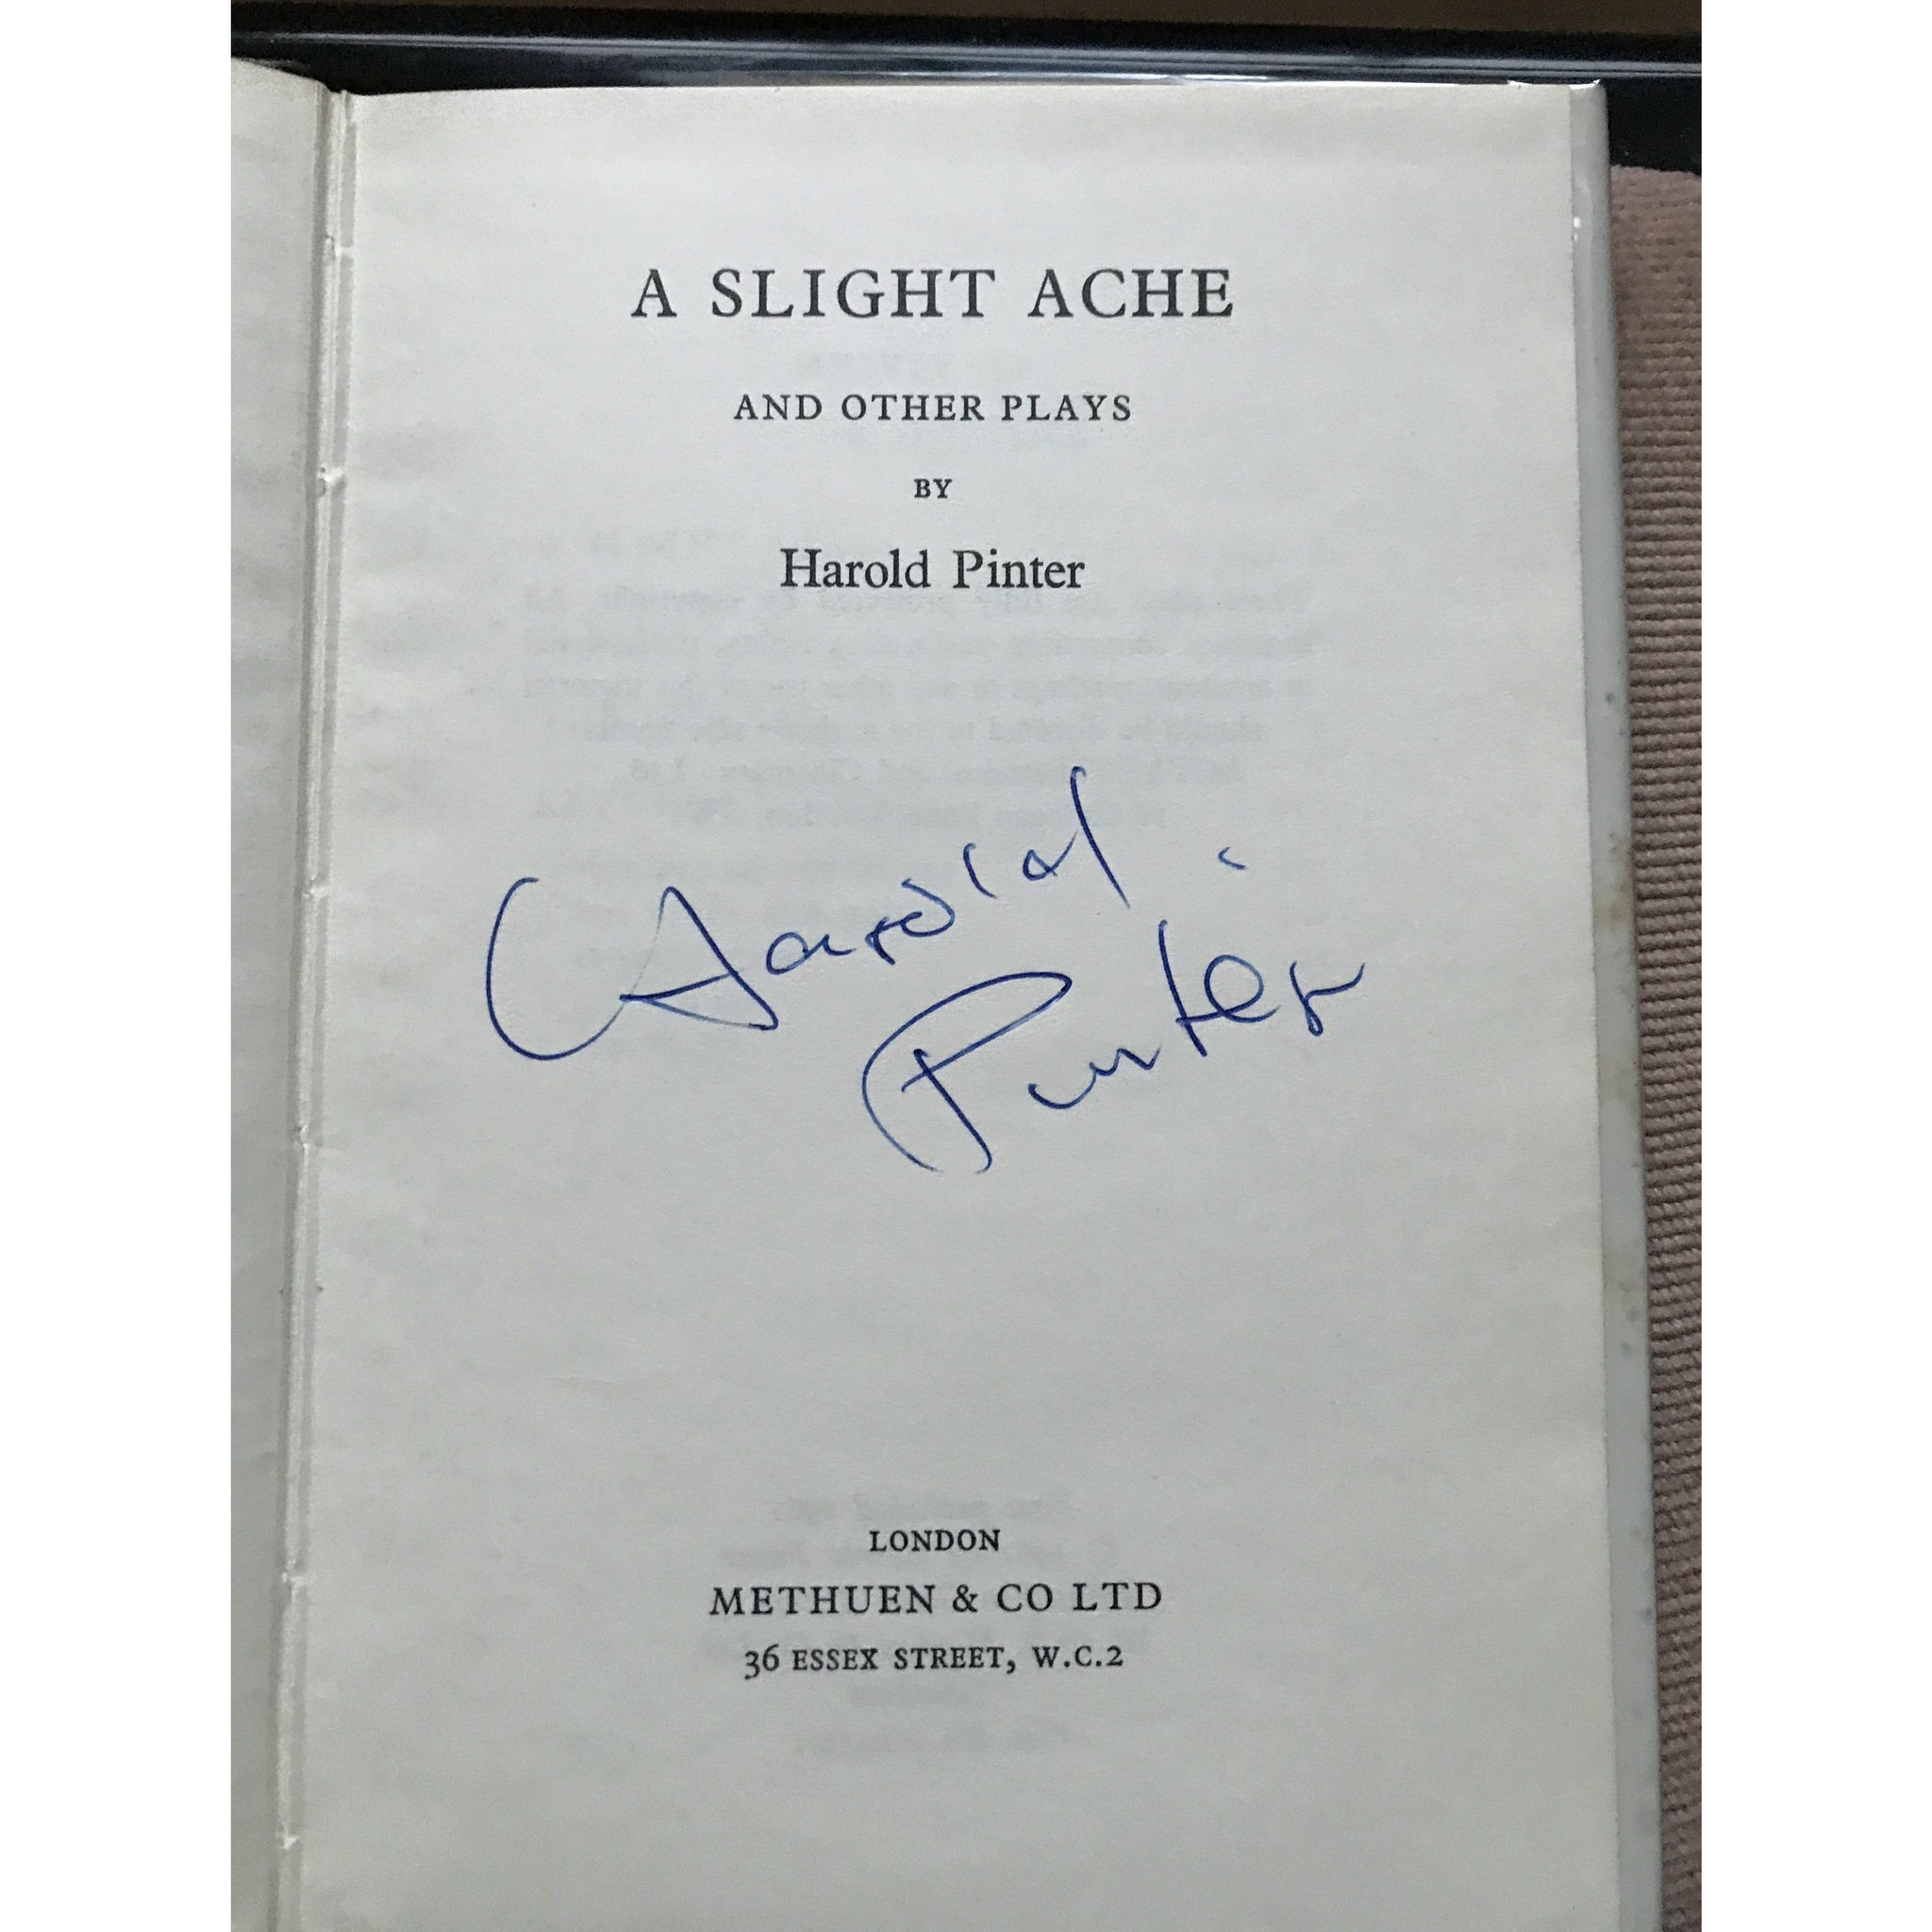 A SLIGHT ACHE
AND OTHER PLAYS
BY
Harold Pinter
Harold
Pinter
LONDON
METHUEN & CO LTD
36 ESSEX STREET, W.C.2